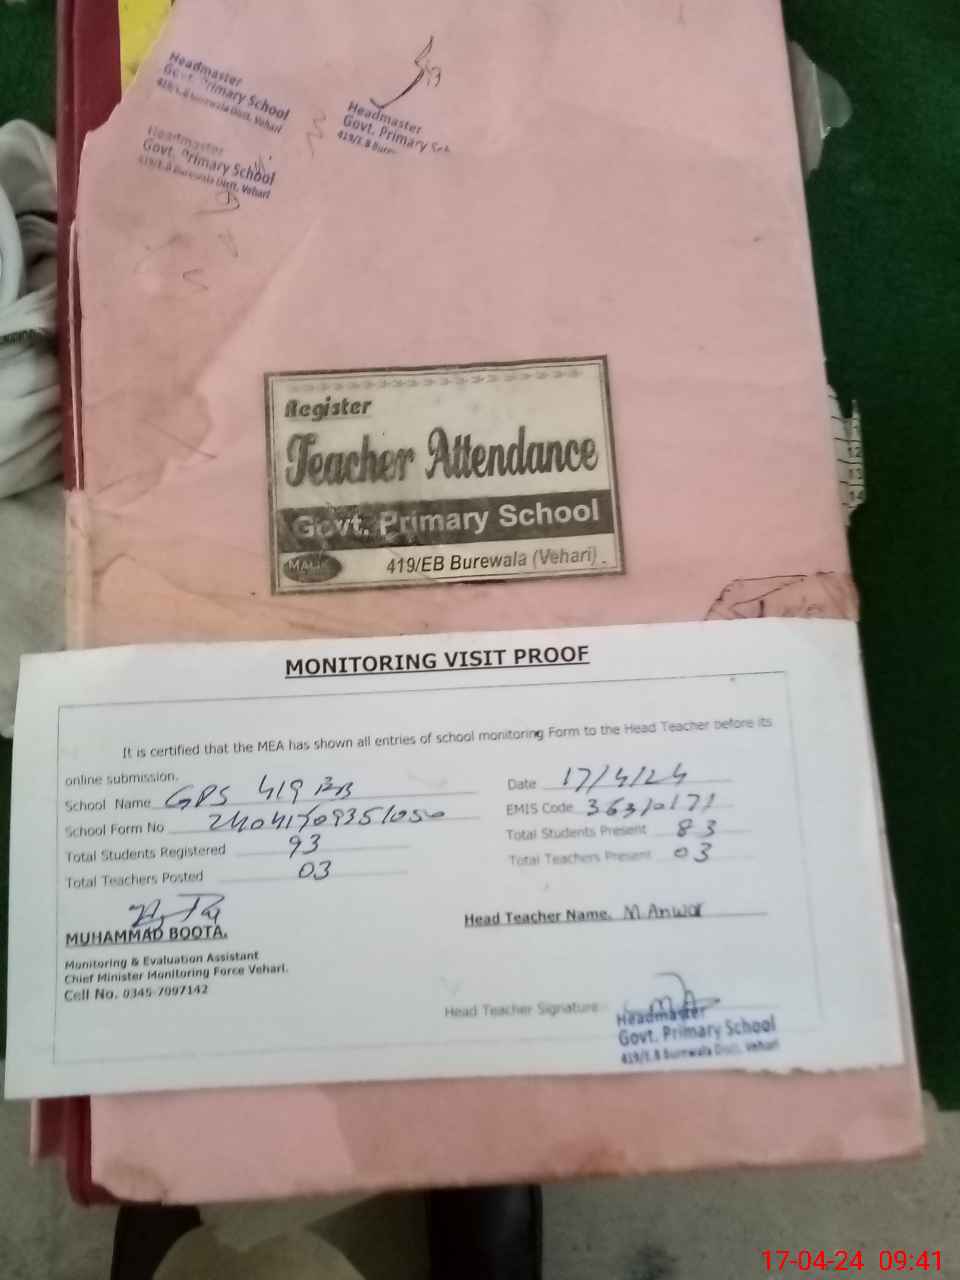 Headmaster
Govt. Primary School
419/E.B Burewala Distt. Vehari
Headmaster
Govt. Primary School
419/E.B Burewala Distt. Vehari
Headmaster
Govt. Primary Sch
419/E.B Burew
Register
Teacher Attendance
Govt. Primary School
MALIK
419/EB Burewala (Vehari).
MONITORING VISIT PROOF
It is certified that the MEA has shown all entries of school monitoring Form to the Head Teacher before its
online submission.
School Name GPS 419 EB
Date 17/4/24
School Form No
EMIS Code 36310171
Total Students Registered 93
Total Students Present 83
Total Teachers Posted 03
Total Teachers Present 03
MUHAMMAD BOOTA.
Head Teacher Name. M Anwar
Monitoring & Evaluation Assistant
Chief Minister Monitoring Force Vehari.
Cell No. 0345-7097142
Head Teacher Signature
Headmaster
Govt. Primary School
419/E.B Burewala Distt. Vehari
17-04-24 09:41